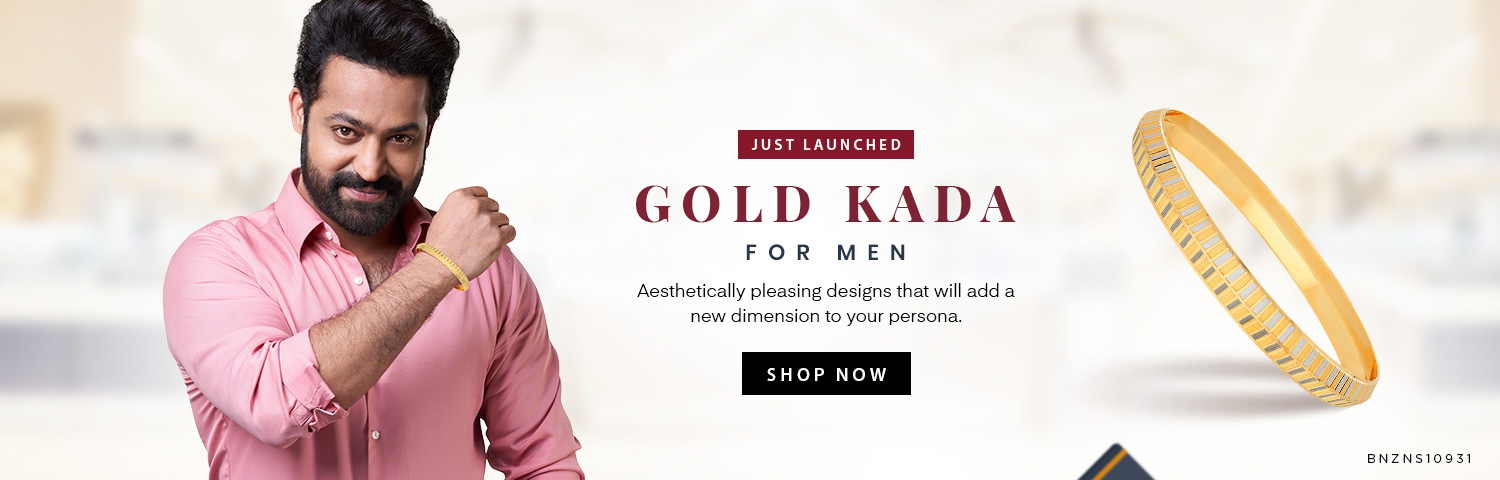 JUST LAUNCHED
GOLD KADA
FOR MEN
Aesthetically pleasing designs that will add a
new dimension to your persona.
SHOP NOW
BNZNS10931